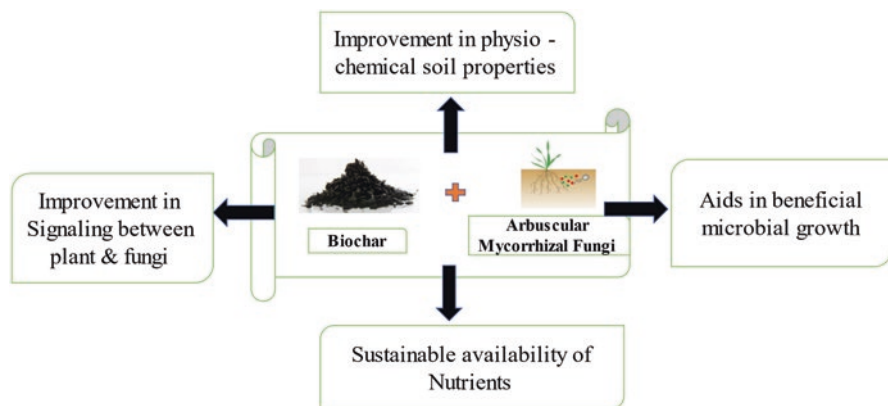 Improvement in physio -
chemical soil properties
Improvement in
Signaling between
plant & fungi
Biochar
Arbuscular
Mycorrhizal Fungi
Aids in beneficial
microbial growth
Sustainable availability of
Nutrients